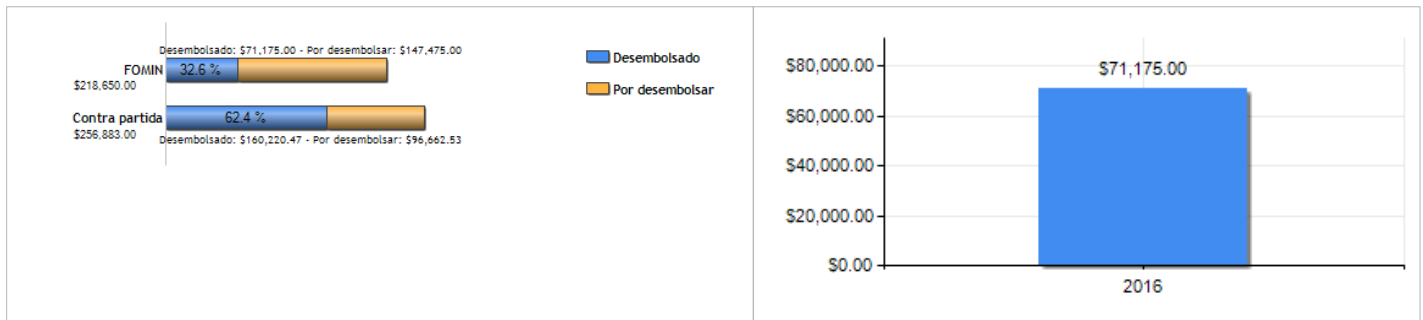 Desembolsado: $71,175.00 - Por desembolsar: $147,475.00
FOMIN
32.6 %
$218,650.00
Contra partida
62.4 %
$256,883.00
Desembolsado: $160,220.47 - Por desembolsar: $96,662.53
Desembolsado
Por desembolsar
$80,000.00
$71,175.00
$60,000.00
$40,000.00
$20,000.00
$0.00
2016